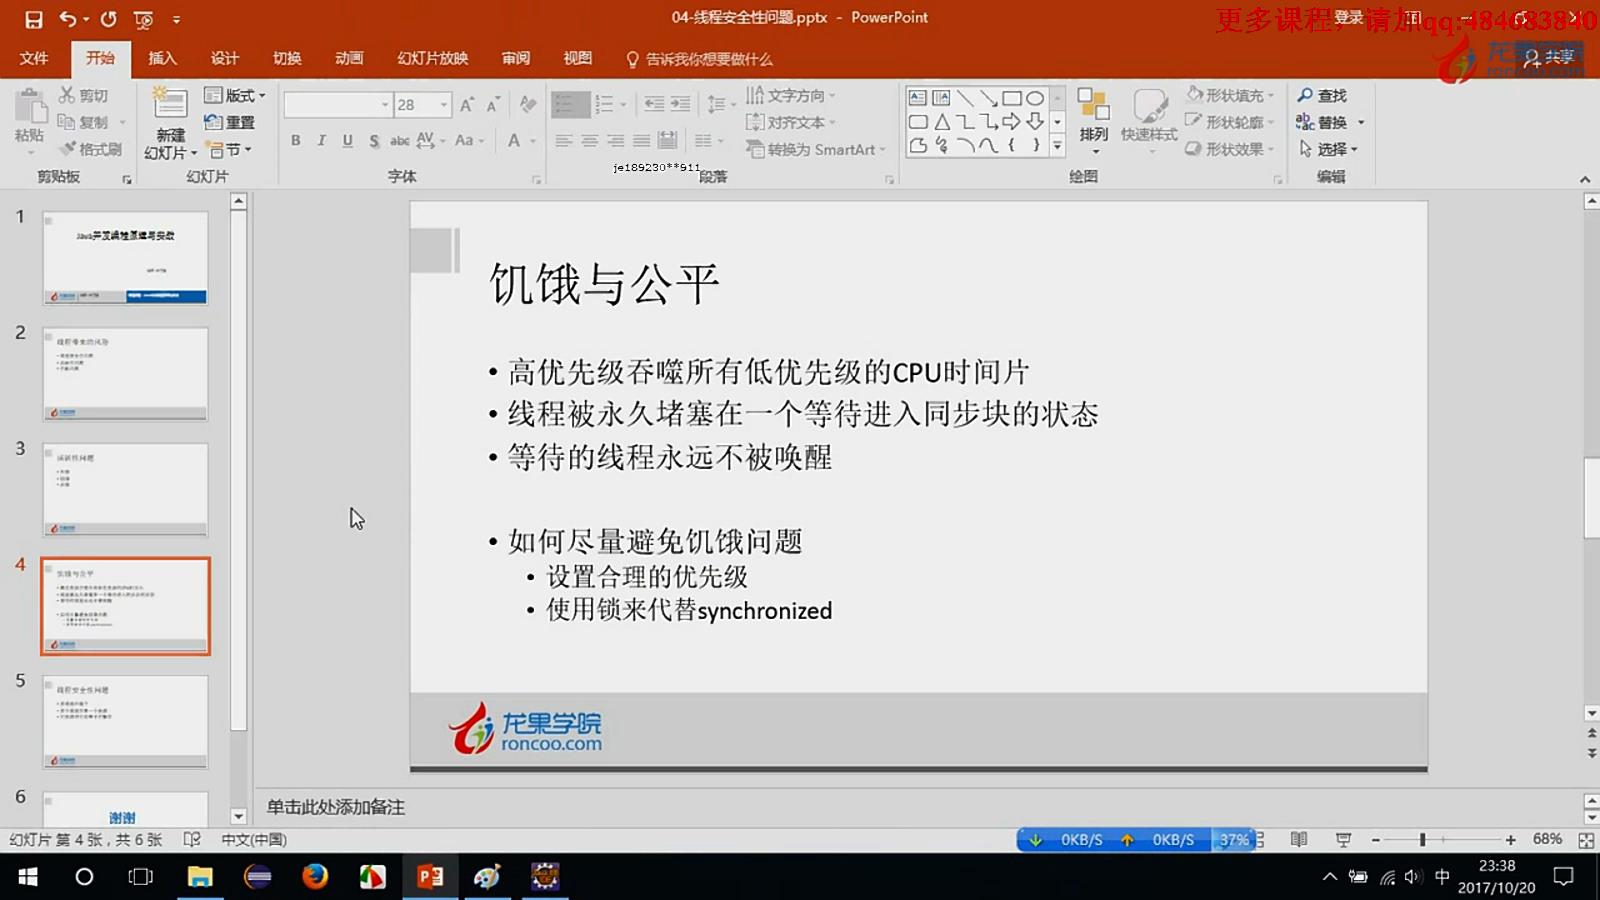 04-线程安全性问题.pptx - PowerPoint
登录
更多课程，请加qq:484683840
文件 开始 插入 设计 切换 动画 幻灯片放映 审阅 视图 告诉我你想要做什么 共享
龙果学院
roncoo.com
粘贴 剪切
复制
格式刷
剪贴板
新建
幻灯片
版式
重置
节
幻灯片
28
B I U S abc AV Aa A
字体
文字方向
对齐文本
转换为 SmartArt
je189230**911
段落
排列 快速样式
形状填充
形状轮廓
形状效果
绘图
查找
替换
选择
编辑
1
Java并发编程原理与实战
2
线程带来的风险
3
活跃性问题
4
饥饿与公平
5
线程安全性问题
6
谢谢
饥饿与公平
• 高优先级吞噬所有低优先级的CPU时间片
• 线程被永久堵塞在一个等待进入同步块的状态
• 等待的线程永远不被唤醒
• 如何尽量避免饥饿问题
• 设置合理的优先级
• 使用锁来代替synchronized
龙果学院
roncoo.com
单击此处添加备注
幻灯片 第 4 张，共 6 张 中文(中国)
0KB/S 0KB/S 37%
68%
中
23:38
2017/10/20